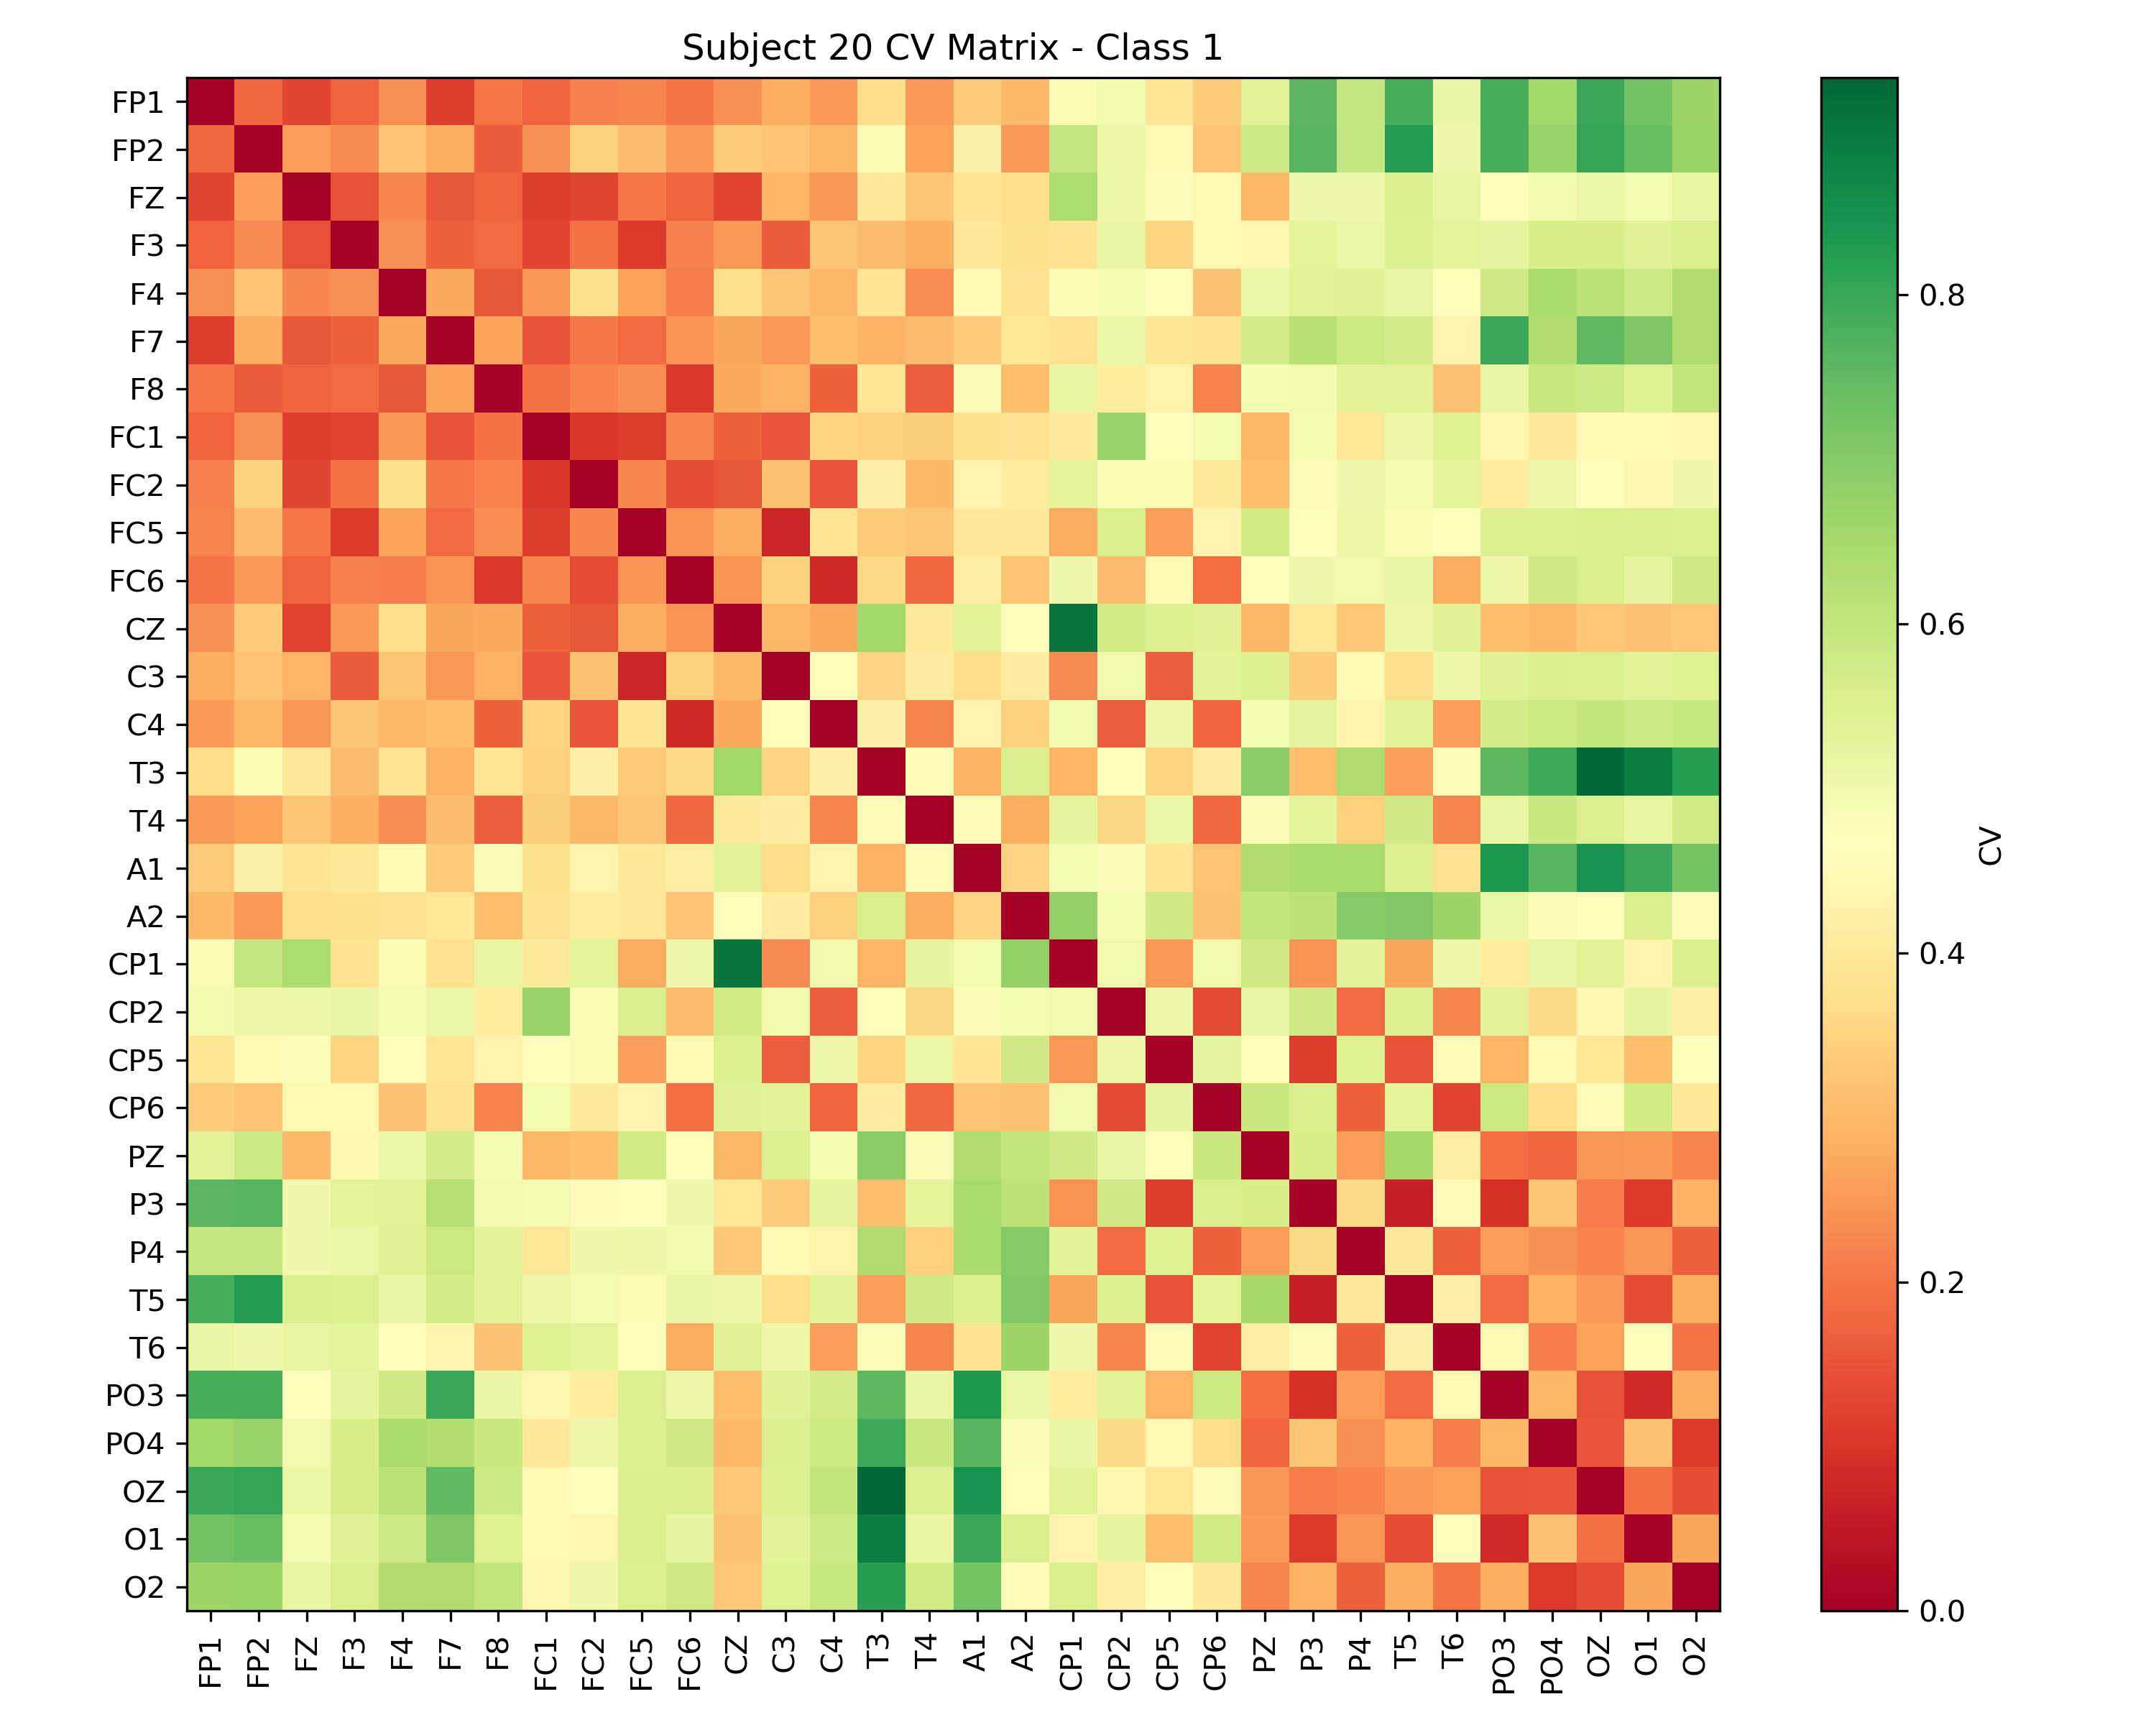 Subject 20 CV Matrix - Class 1
FP1
FP2
FZ
F3
F4
F7
F8
FC1
FC2
FC5
FC6
CZ
C3
C4
T3
T4
A1
A2
CP1
CP2
CP5
CP6
PZ
P3
P4
T5
T6
PO3
PO4
OZ
O1
O2
FP1 FP2 FZ F3 F4 F7 F8 FC1 FC2 FC5 FC6 CZ C3 C4 T3 T4 A1 A2 CP1 CP2 CP5 CP6 PZ P3 P4 T5 T6 PO3 PO4 OZ O1 O2
0.8
0.6
0.4
0.2
0.0
CV